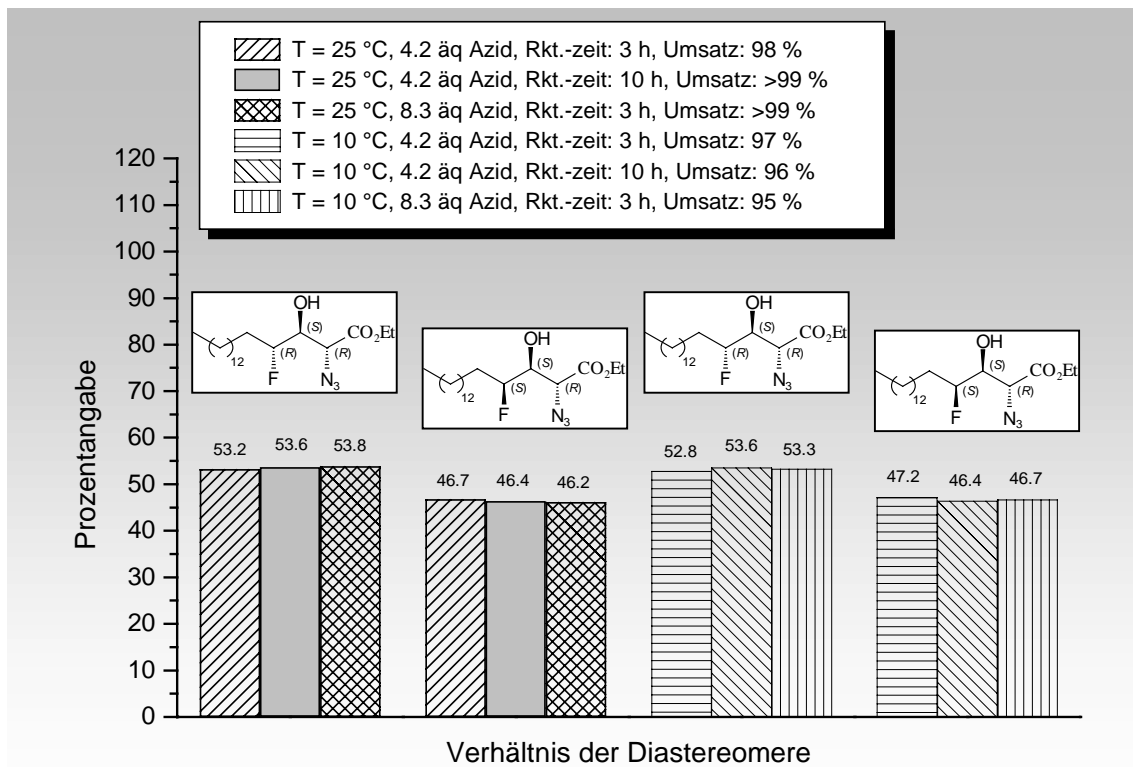 T = 25 °C, 4.2 äq Azid, Rkt.-zeit: 3 h, Umsatz: 98 %
T = 25 °C, 4.2 äq Azid, Rkt.-zeit: 10 h, Umsatz: >99 %
T = 25 °C, 8.3 äq Azid, Rkt.-zeit: 3 h, Umsatz: >99 %
T = 10 °C, 4.2 äq Azid, Rkt.-zeit: 3 h, Umsatz: 97 %
T = 10 °C, 4.2 äq Azid, Rkt.-zeit: 10 h, Umsatz: 96 %
T = 10 °C, 8.3 äq Azid, Rkt.-zeit: 3 h, Umsatz: 95 %
Prozentangabe
120
110
100
90
80
70
60
50
40
30
20
10
0
OH
(S)
CO₂Et
12
(R)
(R)
F
N₃
OH
(S)
CO₂Et
12
(S)
(R)
F
N₃
OH
(S)
CO₂Et
12
(R)
(R)
F
N₃
OH
(S)
CO₂Et
12
(S)
(R)
F
N₃
53.2 53.6 53.8
46.7 46.4 46.2
52.8 53.6 53.3
47.2 46.4 46.7
Verhältnis der Diastereomere